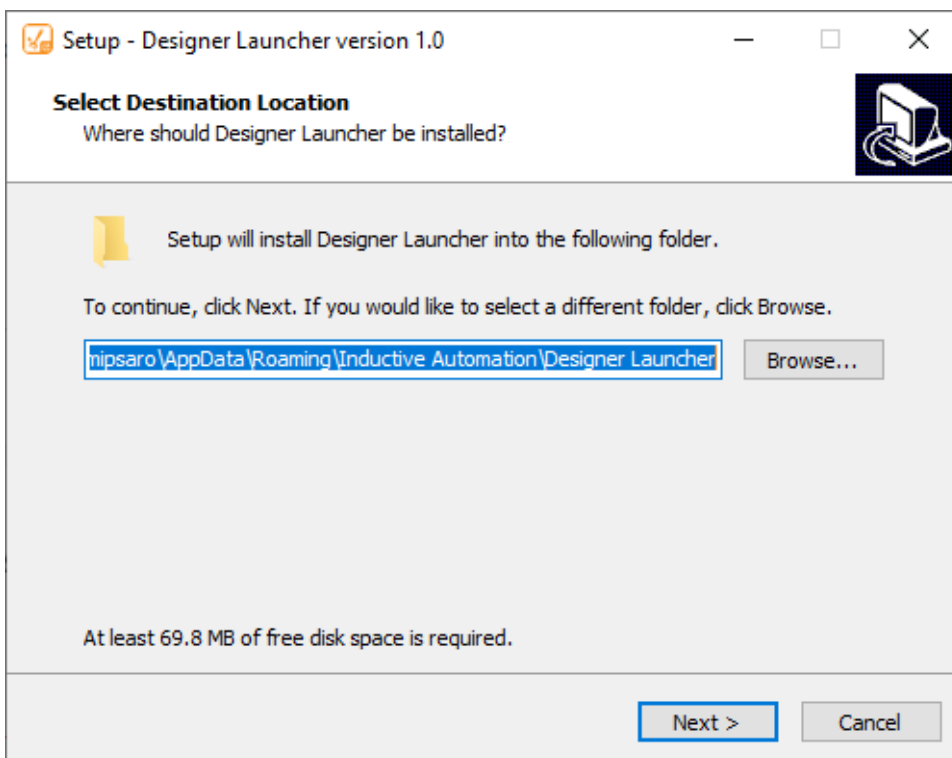 Setup - Designer Launcher version 1.0
Select Destination Location
Where should Designer Launcher be installed?
Setup will install Designer Launcher into the following folder.
To continue, click Next. If you would like to select a different folder, click Browse.
mipsaro\AppData\Roaming\Inductive Automation\Designer Launcher
Browse...
At least 69.8 MB of free disk space is required.
Next >
Cancel